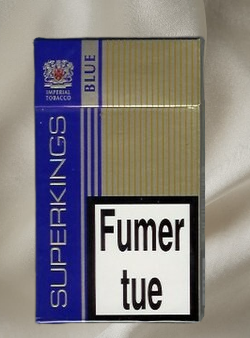 IMPERIAL
TOBACCO
BLUE
SUPERKINGS
Fumer
tue